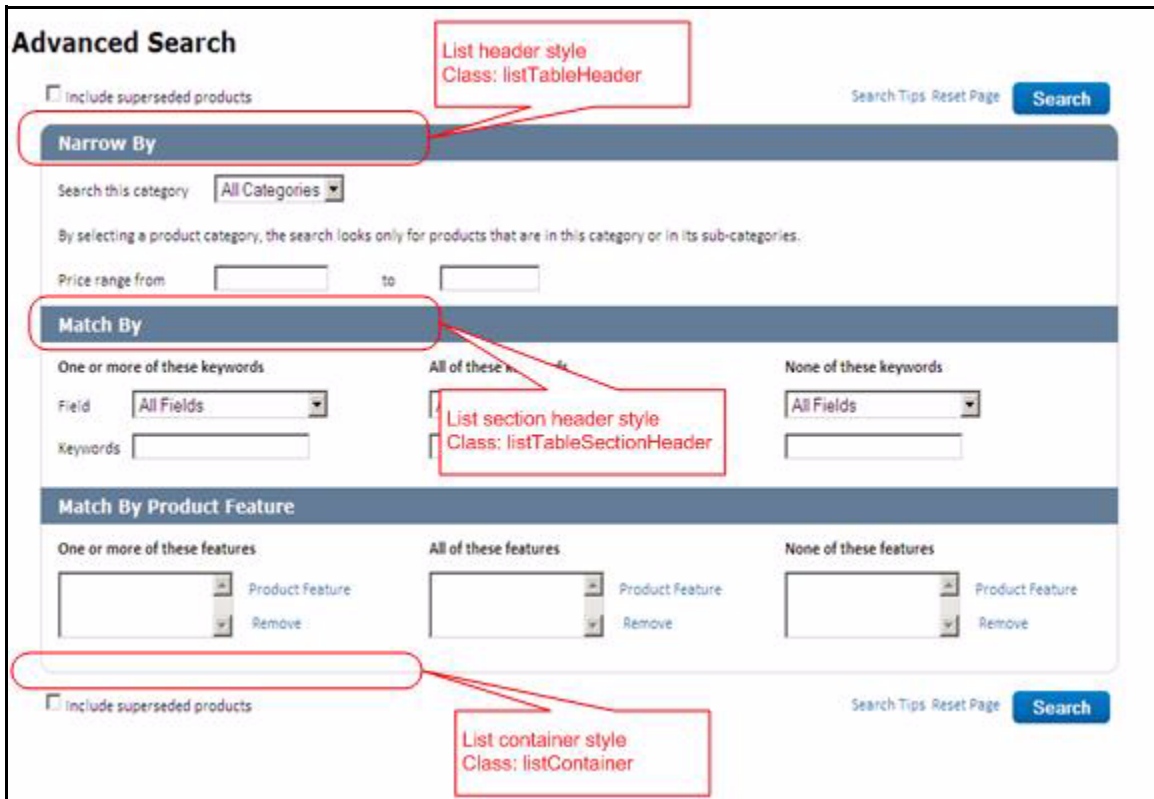 Advanced Search
List header style
Class: listTableHeader
Include superseded products
Search Tips Reset Page Search
Narrow By
Search this category All Categories
By selecting a product category, the search looks only for products that are in this category or in its sub-categories.
Price range from to
Match By
One or more of these keywords All of these None of these keywords
Field All Fields All Fields
List section header style
Class: listTableSectionHeader
Keywords
Match By Product Feature
One or more of these features All of these features None of these features
Product Feature Product Feature Product Feature
Remove Remove Remove
Include superseded products
Search Tips Reset Page Search
List container style
Class: listContainer